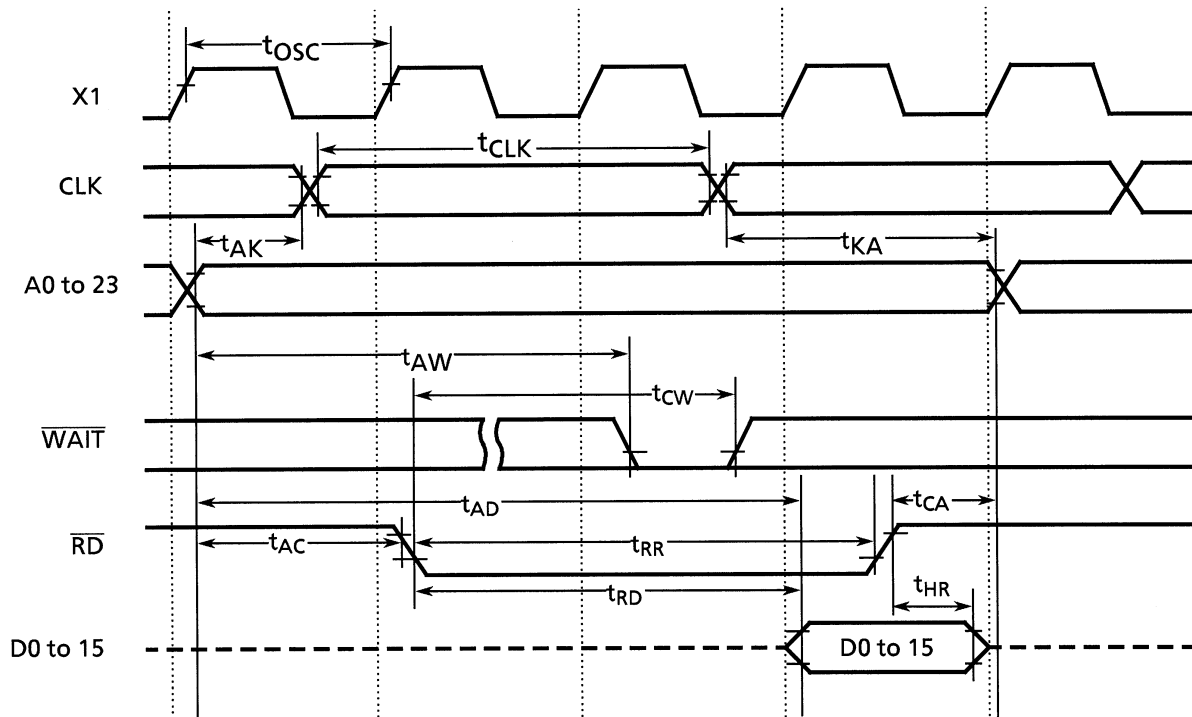 tOSC
X1
tCLK
CLK
tAK
tKA
A0 to 23
tAW
tCW
WAIT
tAD
tCA
RD
tAC
tRR
tRD
tHR
D0 to 15
D0 to 15